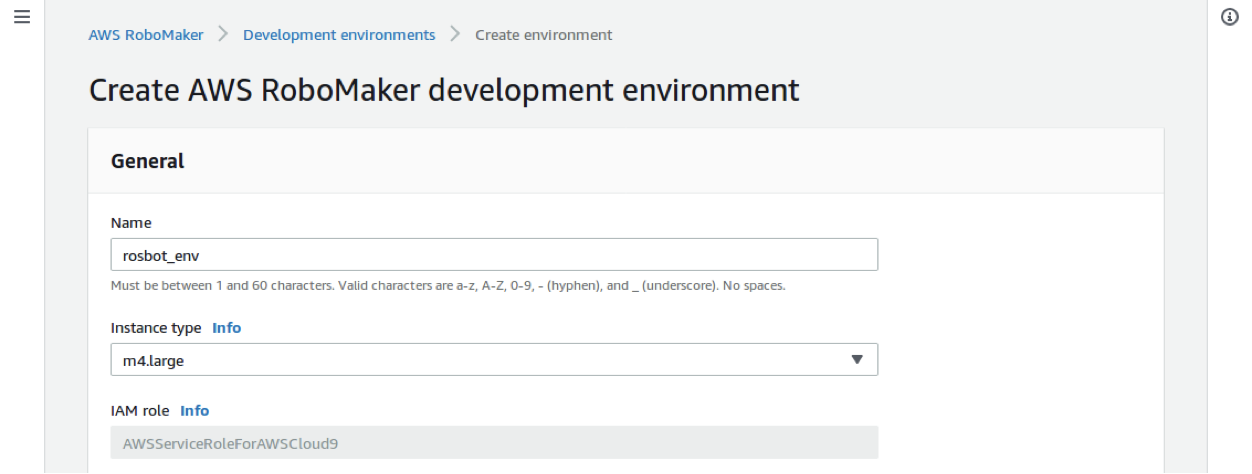 AWS RoboMaker > Development environments > Create environment
Create AWS RoboMaker development environment
General
Name
rosbot_env
Must be between 1 and 60 characters. Valid characters are a-z, A-Z, 0-9, - (hyphen), and _ (underscore). No spaces.
Instance type Info
m4.large
IAM role Info
AWSServiceRoleForAWSCloud9